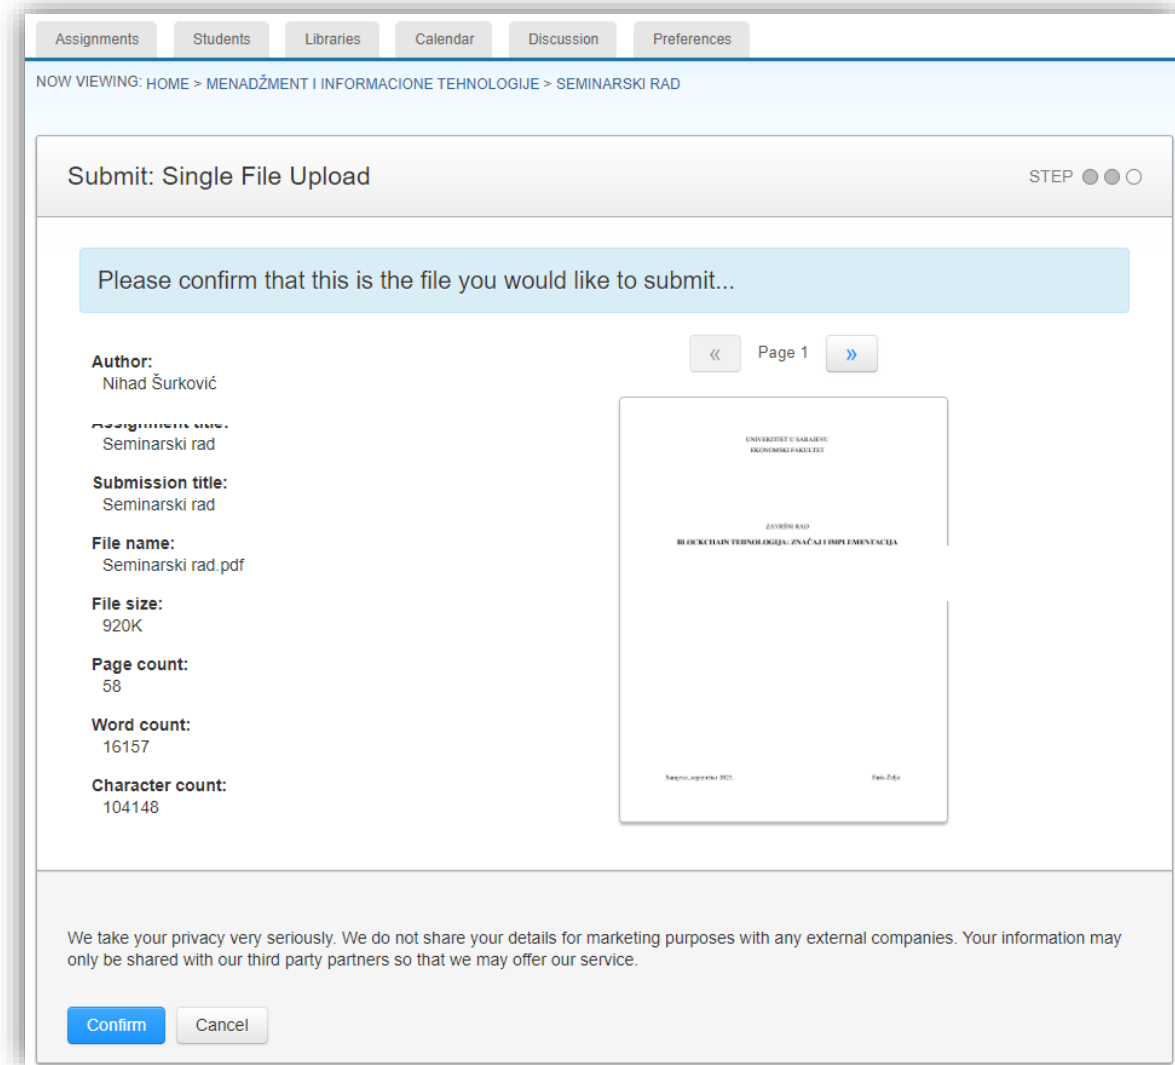 Assignments Students Libraries Calendar Discussion Preferences
NOW VIEWING: HOME > MENADŽMENT I INFORMACIONE TEHNOLOGIJE > SEMINARSKI RAD
Submit: Single File Upload
STEP
Please confirm that this is the file you would like to submit...
Author:
Nihad Šurković
Assignment title:
Seminarski rad
Submission title:
Seminarski rad
File name:
Seminarski rad.pdf
File size:
920K
Page count:
58
Word count:
16157
Character count:
104148
« Page 1 »
UNIVERZITET U SARAJEVU
EKONOMSKI FAKULTET
ZAVRŠNI RAD
BLOCKCHAIN TEHNOLOGIJA: ZNAČAJ I IMPLEMENTACIJA
Sarajevo, septembar 2023.
We take your privacy very seriously. We do not share your details for marketing purposes with any external companies. Your information may
only be shared with our third party partners so that we may offer our service.
Confirm Cancel